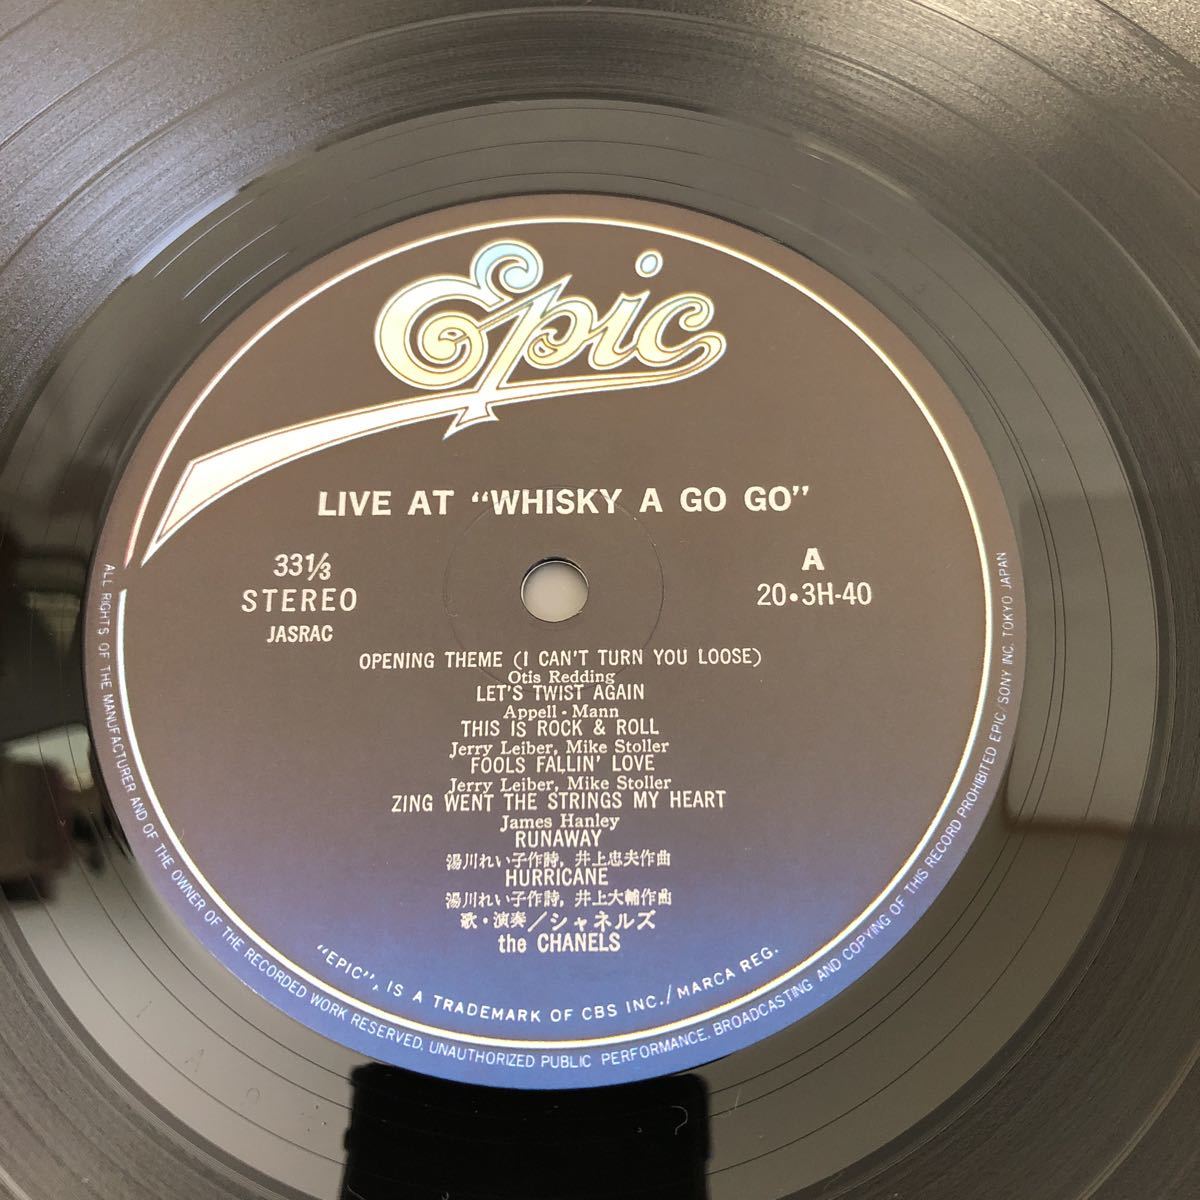 Epic
LIVE AT “WHISKY A GO GO”
33⅓
STEREO
JASRAC
A
20•3H-40
OPENING THEME (I CAN'T TURN YOU LOOSE)
Otis Redding
LET'S TWIST AGAIN
Appell - Mann
THIS IS ROCK & ROLL
Jerry Leiber, Mike Stoller
FOOLS FALLIN' LOVE
Jerry Leiber, Mike Stoller
ZING WENT THE STRINGS MY HEART
James Hanley
RUNAWAY
湯川れい子作詩, 井上忠夫作曲
HURRICANE
湯川れい子作詩, 井上大輔作曲
歌・演奏／シャネルズ
the CHANELS
“EPIC”, IS A TRADEMARK OF CBS INC./MARCA REG.
ALL RIGHTS OF THE MANUFACTURER AND OF THE OWNER OF THE RECORDED WORK RESERVED. UNAUTHORIZED PUBLIC PERFORMANCE, BROADCASTING AND COPYING OF THIS RECORD PROHIBITED EPIC/SONY INC. TOKYO JAPAN